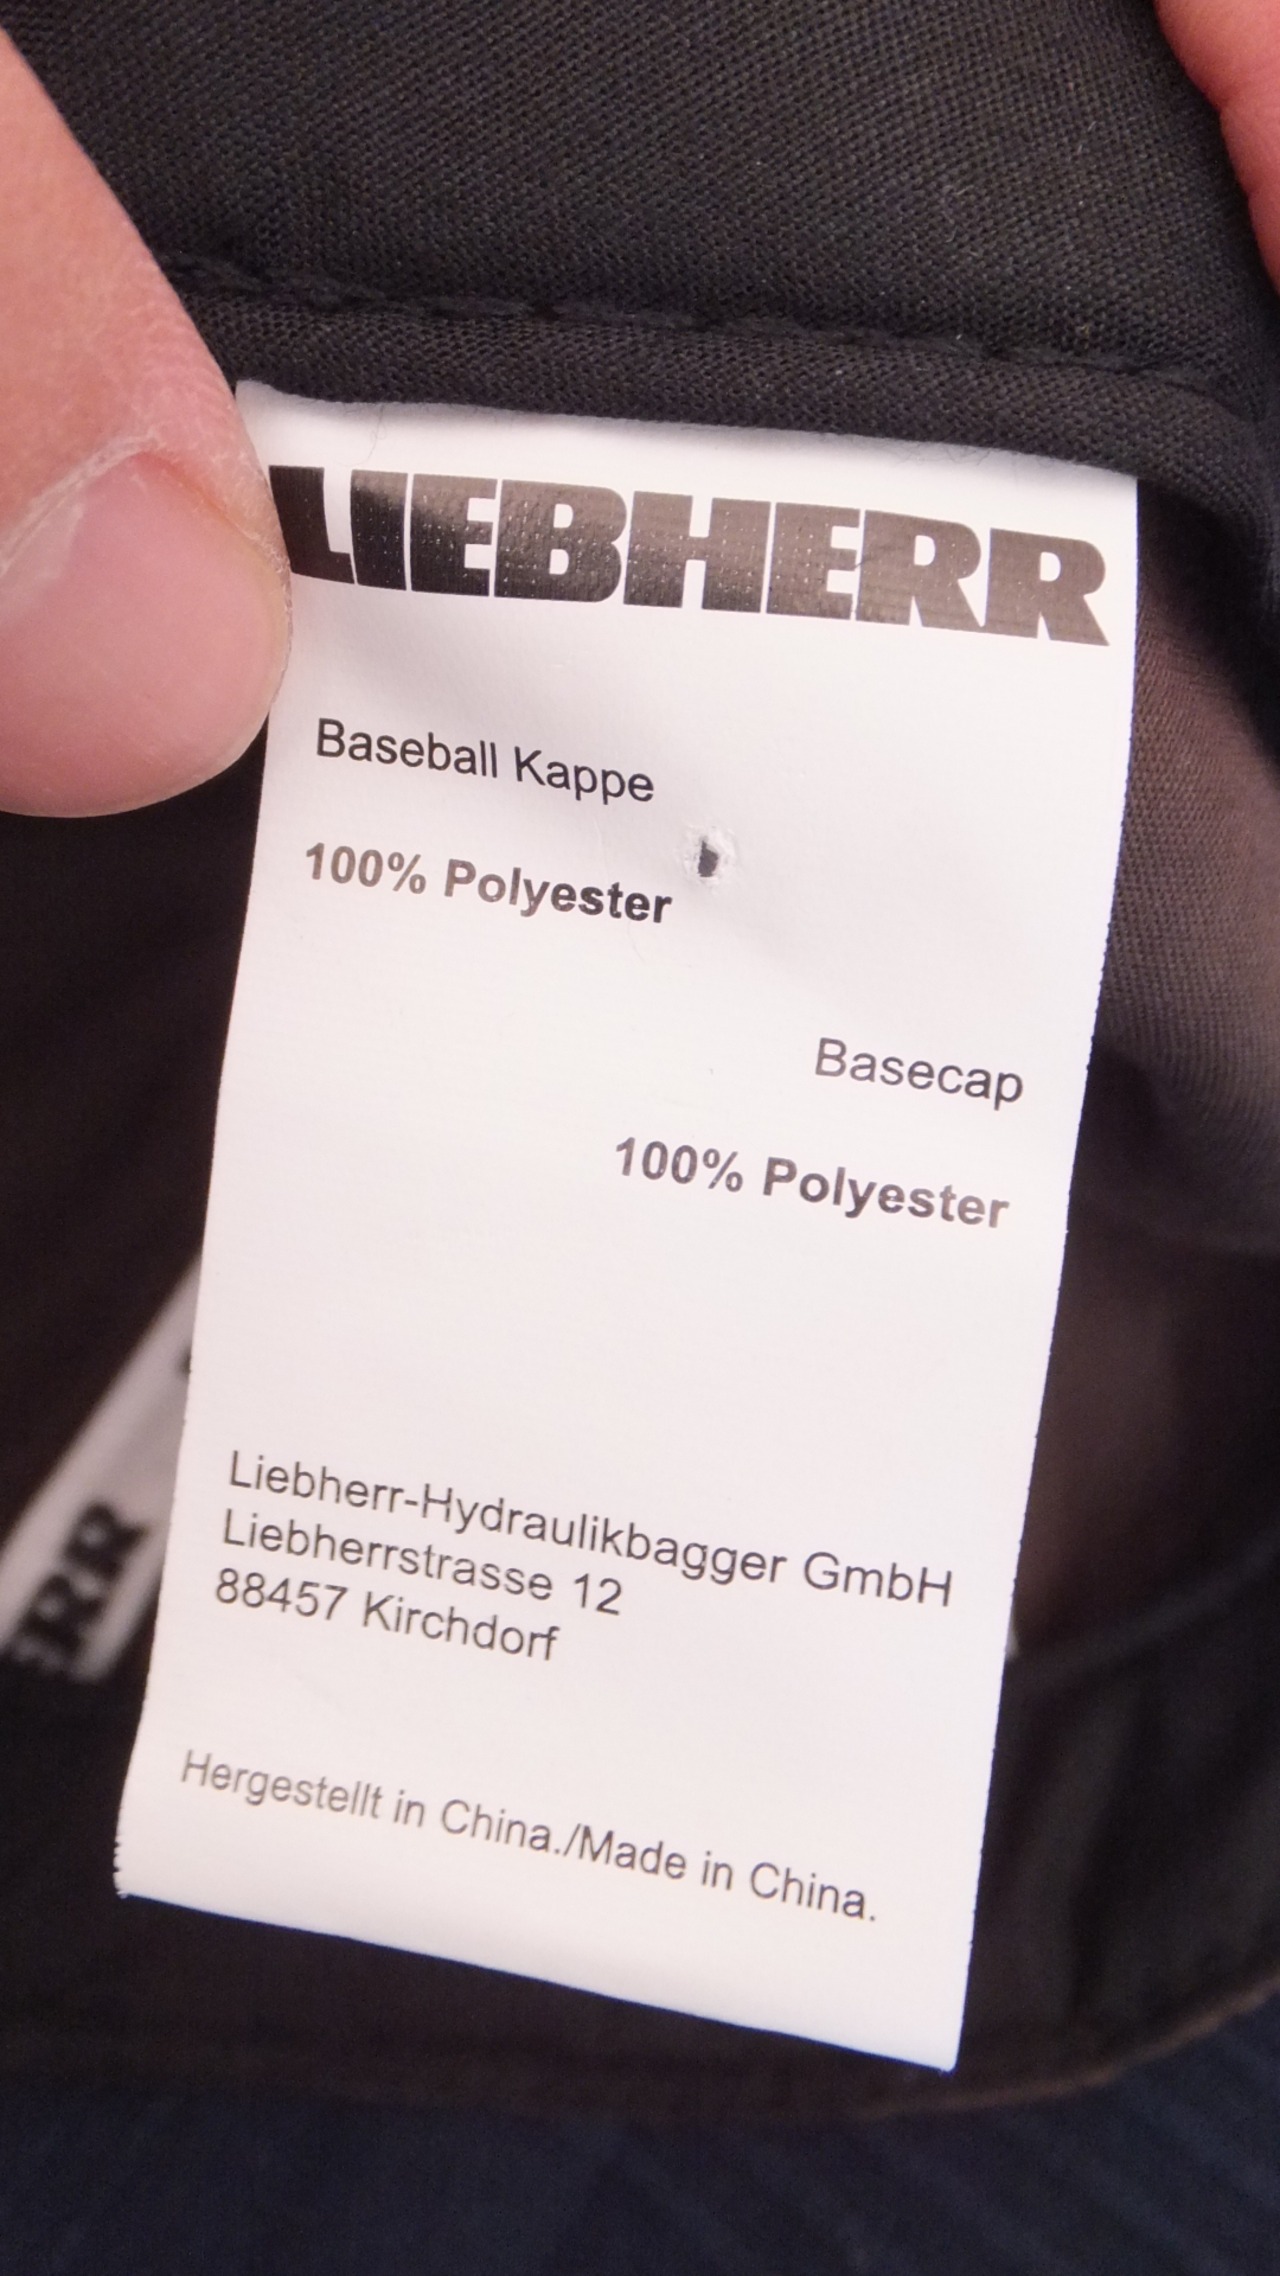 LIEBHERR
Baseball Kappe
100% Polyester
Basecap
100% Polyester
Liebherr-Hydraulikbagger GmbH
Liebherrstrasse 12
88457 Kirchdorf
Hergestellt in China./Made in China.
RR